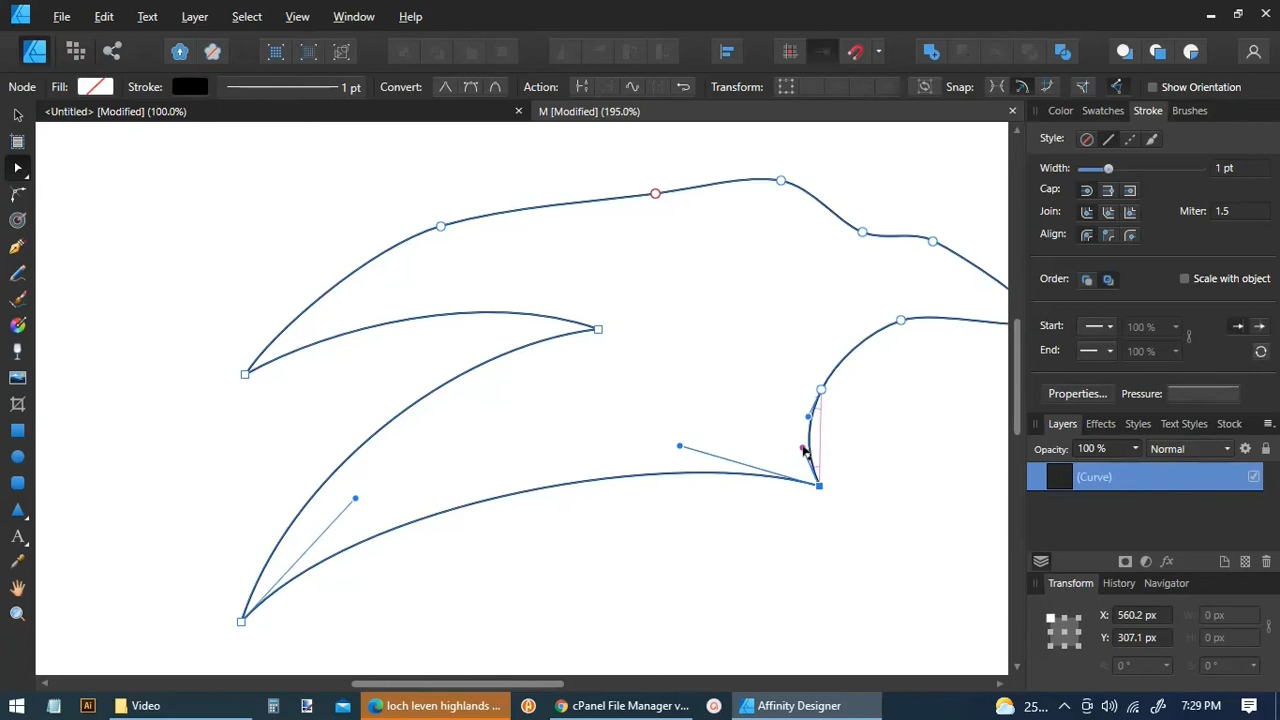 File Edit Text Layer Select View Window Help
Node Fill: Stroke: 1 pt Convert: Action: Transform: Snap: Show Orientation
<Untitled> [Modified] (100.0%) M [Modified] (195.0%)
Color Swatches Stroke Brushes
Style:
Width: 1 pt
Cap:
Join: Miter: 1.5
Align:
Order: Scale with object
Start: 100 %
End: 100 %
Properties... Pressure:
Layers Effects Styles Text Styles Stock
Opacity: 100 % Normal
(Curve)
Transform History Navigator
X: 560.2 px W: 0 px
Y: 307.1 px H: 0 px
0 ° 0 °
Video loch leven highlands ... cPanel File Manager v... Affinity Designer 25... 7:29 PM